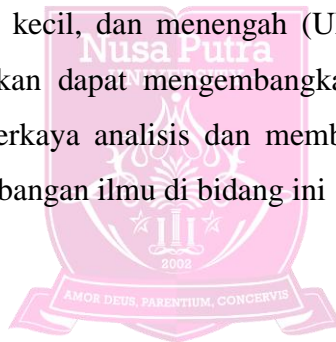 kecil, dan menengah (U
Nusa Putra
UNIVERSITY
kan dapat mengembangka
erkaya analisis dan memb
bangan ilmu di bidang ini
2002
AMOR DEUS, PARENTIUM, CONCERVIS